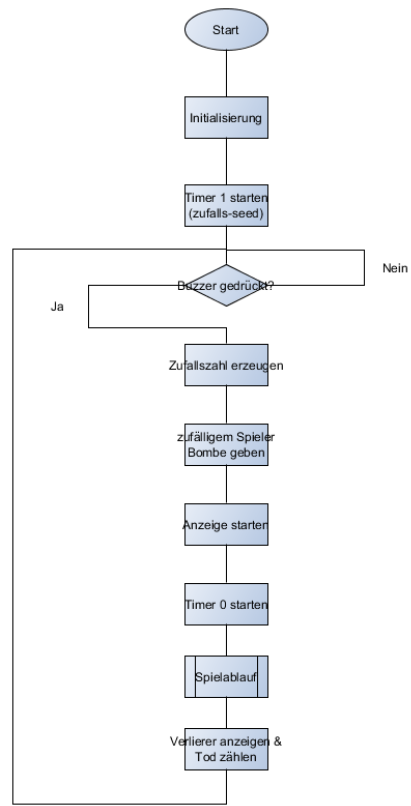 Start
Initialisierung
Timer 1 starten
(zufalls-seed)
Buzzer gedrückt?
Nein
Ja
Zufallszahl erzeugen
zufälligem Spieler
Bombe geben
Anzeige starten
Timer 0 starten
Spielablauf
Verlierer anzeigen &
Tod zählen